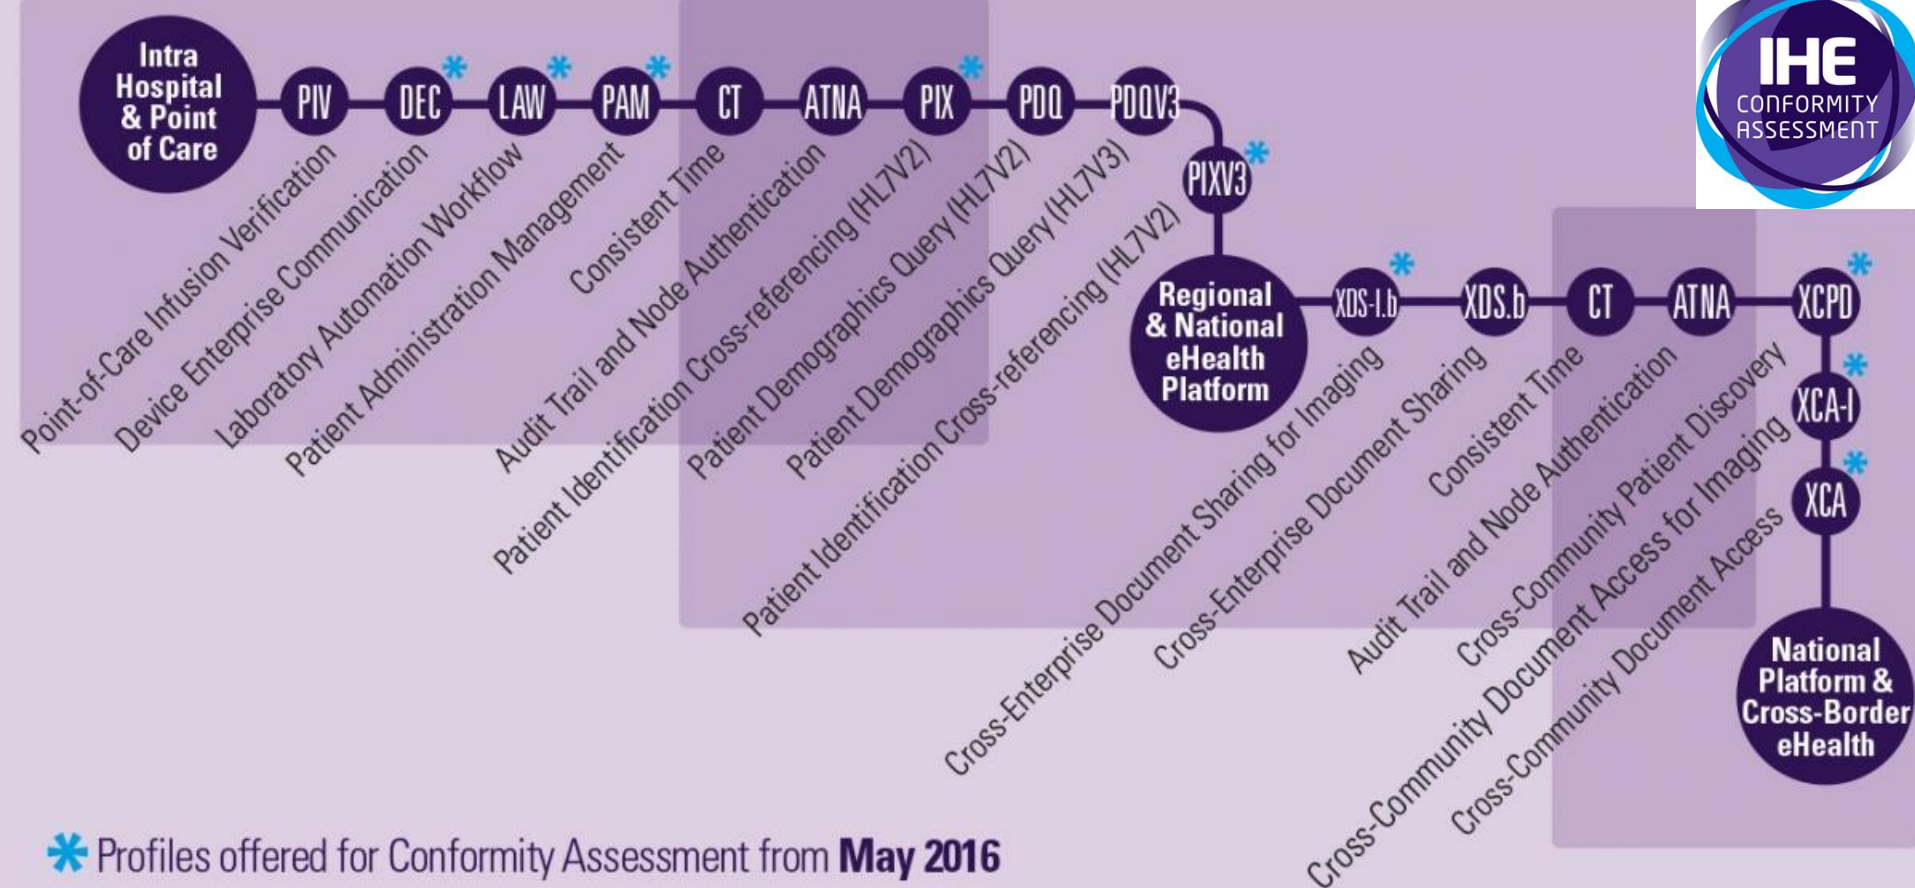 Intra
Hospital
& Point
of Care
PIV
DEC*
LAW*
PAM*
CT
ATNA
PIX*
PDQ
PDQV3
PIXV3*
IHE
CONFORMITY
ASSESSMENT
Point-of-Care Infusion Verification
Device Enterprise Communication
Laboratory Automation Workflow
Patient Administration Management
Consistent Time
Audit Trail and Node Authentication
Patient Identification Cross-referencing (HL7V2)
Patient Demographics Query (HL7V2)
Patient Demographics Query (HL7V3)
Patient Identification Cross-referencing (HL7V2)
Regional
& National
eHealth
Platform
XDS-I.b*
XDS.b
CT
ATNA
XCPD*
XCA-I*
XCA*
Cross-Enterprise Document Sharing for Imaging
Cross-Enterprise Document Sharing
Consistent Time
Audit Trail and Node Authentication
Cross-Community Patient Discovery
Cross-Community Document Access for Imaging
Cross-Community Document Access
National
Platform &
Cross-Border
eHealth
* Profiles offered for Conformity Assessment from May 2016